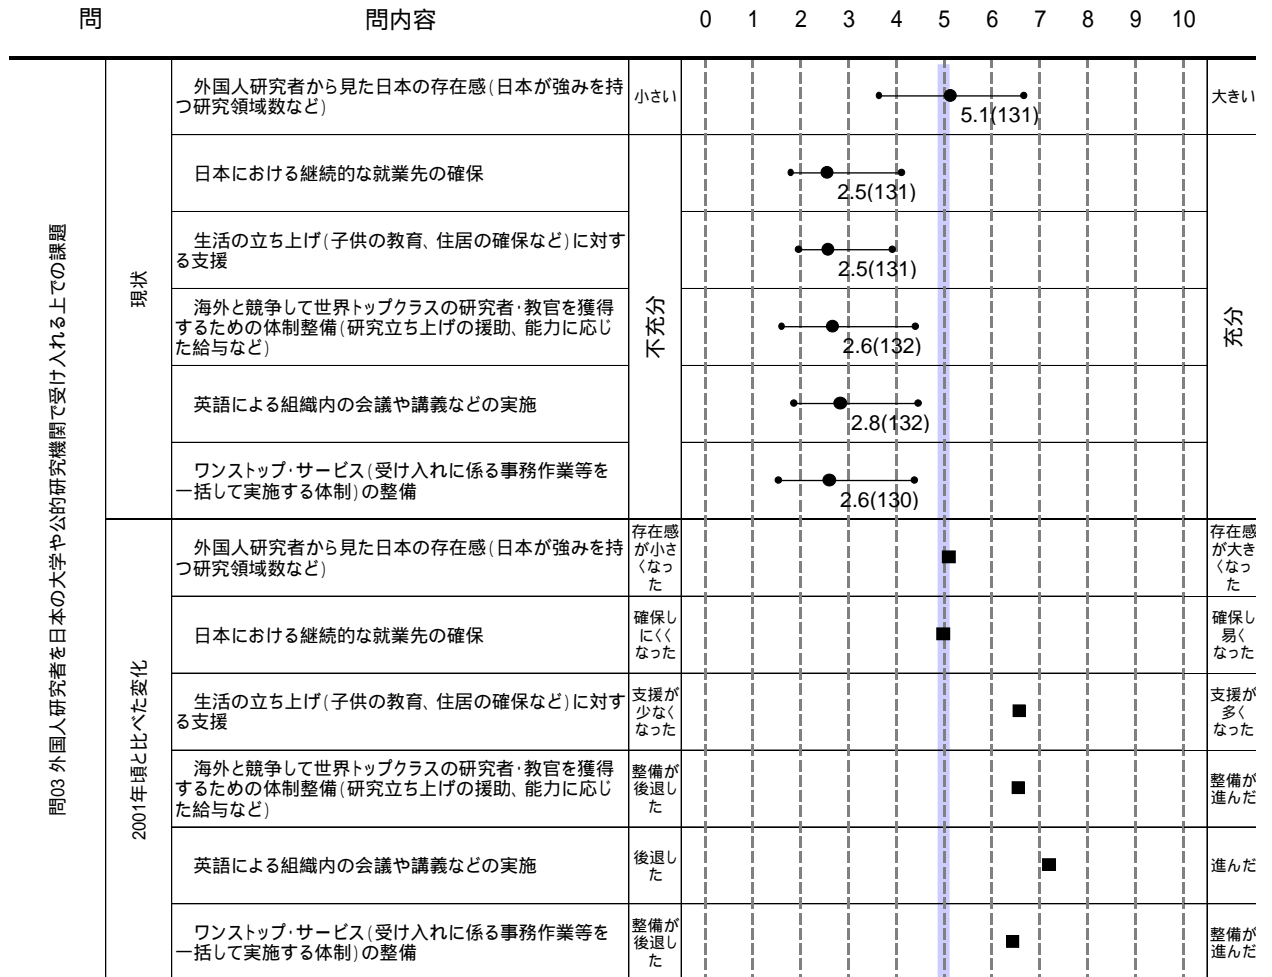 問 問内容 0 1 2 3 4 5 6 7 8 9 10
問03 外国人研究者を日本の大学や公的研究機関で受け入れる上での課題
現状
外国人研究者から見た日本の存在感(日本が強みを持
つ研究領域数など)
小さい
5.1(131)
大きい
不充分
充分
日本における継続的な就業先の確保
2.5(131)
生活の立ち上げ(子供の教育、住居の確保など)に対す
る支援
2.5(131)
海外と競争して世界トップクラスの研究者・教官を獲得
するための体制整備(研究立ち上げの援助、能力に応じ
た給与など)
2.6(132)
英語による組織内の会議や講義などの実施
2.8(132)
ワンストップ・サービス(受け入れに係る事務作業等を
一括して実施する体制)の整備
2.6(130)
2001年頃と比べた変化
外国人研究者から見た日本の存在感(日本が強みを持
つ研究領域数など)
存在感
が小さ
くなっ
た
存在感
が大き
くなっ
た
日本における継続的な就業先の確保
確保し
にくく
なった
確保し
易く
なった
生活の立ち上げ(子供の教育、住居の確保など)に対す
る支援
支援が
少なく
なった
支援が
多く
なった
海外と競争して世界トップクラスの研究者・教官を獲得
するための体制整備(研究立ち上げの援助、能力に応じ
た給与など)
整備が
後退し
た
整備が
進んだ
英語による組織内の会議や講義などの実施
後退し
た
進んだ
ワンストップ・サービス(受け入れに係る事務作業等を
一括して実施する体制)の整備
整備が
後退し
た
整備が
進んだ